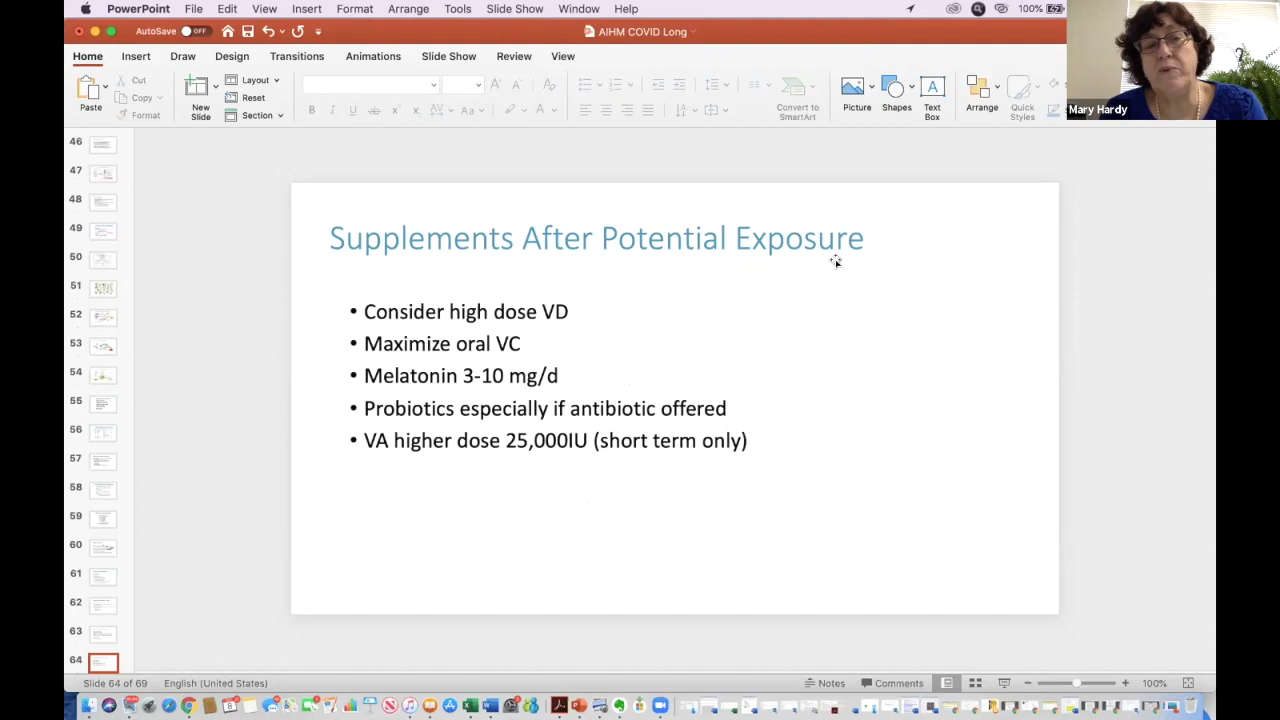 PowerPoint File Edit View Insert Format Arrange Tools Slide Show Window Help 100%
AutoSave OFF AIHM COVID Long
Home Insert Draw Design Transitions Animations Slide Show Review View
Paste Cut Copy Format
New Slide Layout Reset Section
B I U
Convert to SmartArt
Picture Shapes Text Box Arrange Quick Styles
Mary Hardy
46
47
48
49
50
51
52
53
54
55
56
57
58
59
60
61
62
63
64
Supplements After Potential Exposure
• Consider high dose VD
• Maximize oral VC
• Melatonin 3-10 mg/d
• Probiotics especially if antibiotic offered
• VA higher dose 25,000IU (short term only)
Slide 64 of 69 English (United States) Notes Comments 100%